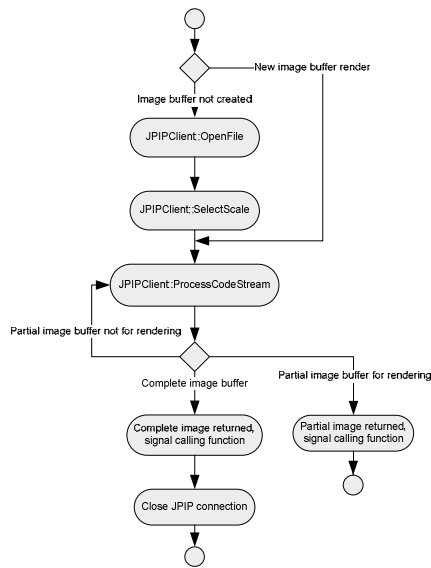 New image buffer render
Image buffer not created
JPIPClient::OpenFile
JPIPClient::SelectScale
JPIPClient::ProcessCodeStream
Partial image buffer not for rendering
Complete image buffer
Partial image buffer for rendering
Complete image returned,
signal calling function
Partial image returned,
signal calling function
Close JPIP connection